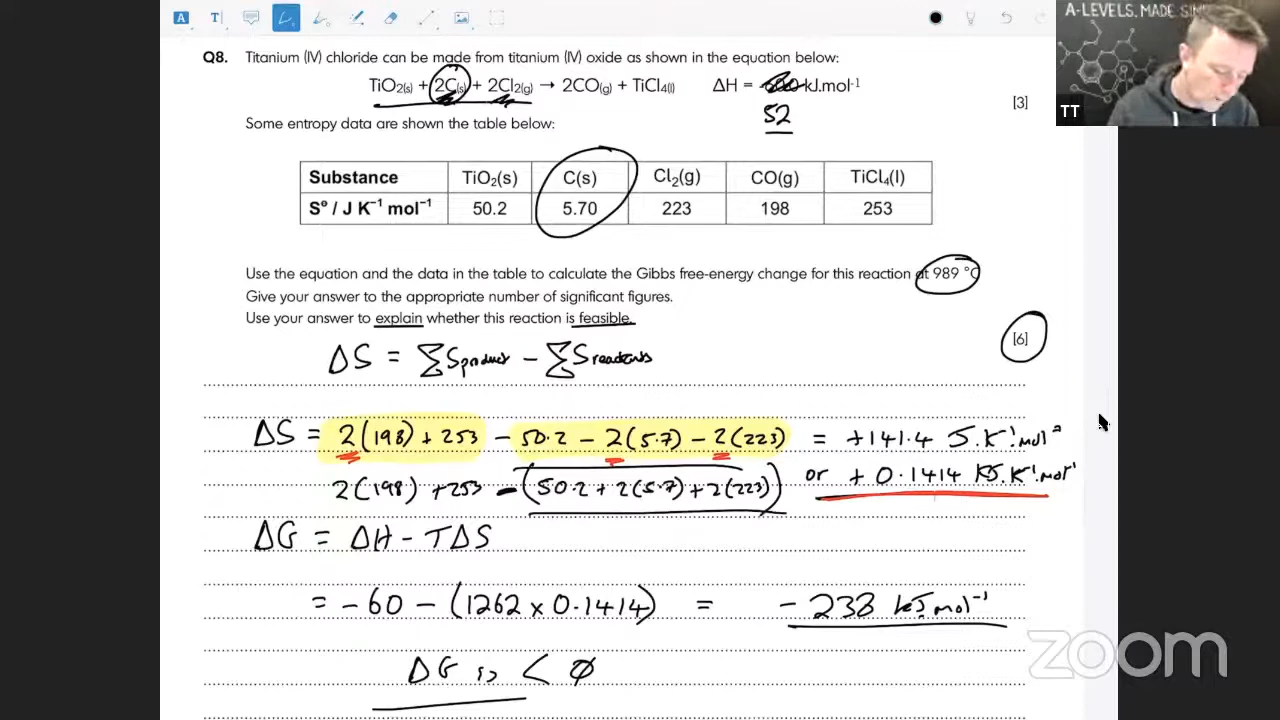 A-LEVELS. MADE SIM
TT
Q8. Titanium (IV) chloride can be made from titanium (IV) oxide as shown in the equation below:
TiO2(s) + 2C(s) + 2Cl2(g) → 2CO(g) + TiCl4(l) ΔH = kJ.mol-1
52
[3]
Some entropy data are shown the table below:
Substance TiO2(s) C(s) Cl2(g) CO(g) TiCl4(l)
Sº / J K−1 mol−1 50.2 5.70 223 198 253
Use the equation and the data in the table to calculate the Gibbs free-energy change for this reaction at 989 °C
Give your answer to the appropriate number of significant figures.
Use your answer to explain whether this reaction is feasible.
[6]
ΔS = ΣSproduct − ΣSreactants
ΔS = 2(198) + 253 − 50.2 − 2(5.7) − 2(223) = +141.4 J.K-1.mol-1
2(198) + 253 − (50.2 + 2(5.7) + 2(223)) or + 0.1414 kJ.K-1.mol-1
ΔG = ΔH − TΔS
= −60 − (1262 × 0.1414) = − 238 kJ mol-1
ΔG is < 0
zoom